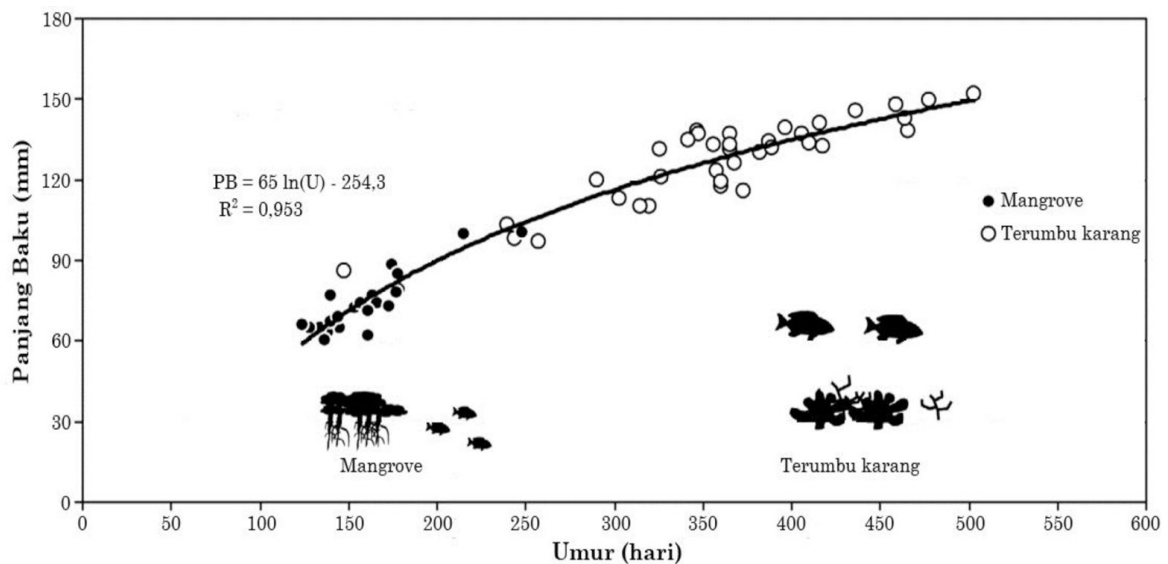 180
150
120
90
60
30
0
Panjang Baku (mm)
PB = 65 ln(U) - 254,3
R² = 0,953
Mangrove
Terumbu karang
Mangrove
Terumbu karang
0 50 100 150 200 250 300 350 400 450 500 550 600
Umur (hari)